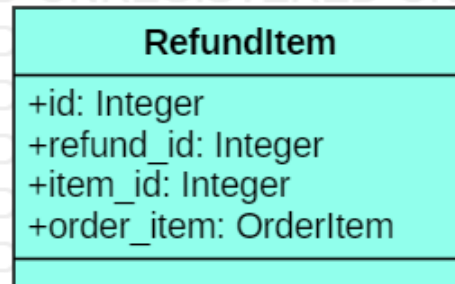 RefundItem
+id: Integer
+refund_id: Integer
+item_id: Integer
+order_item: OrderItem